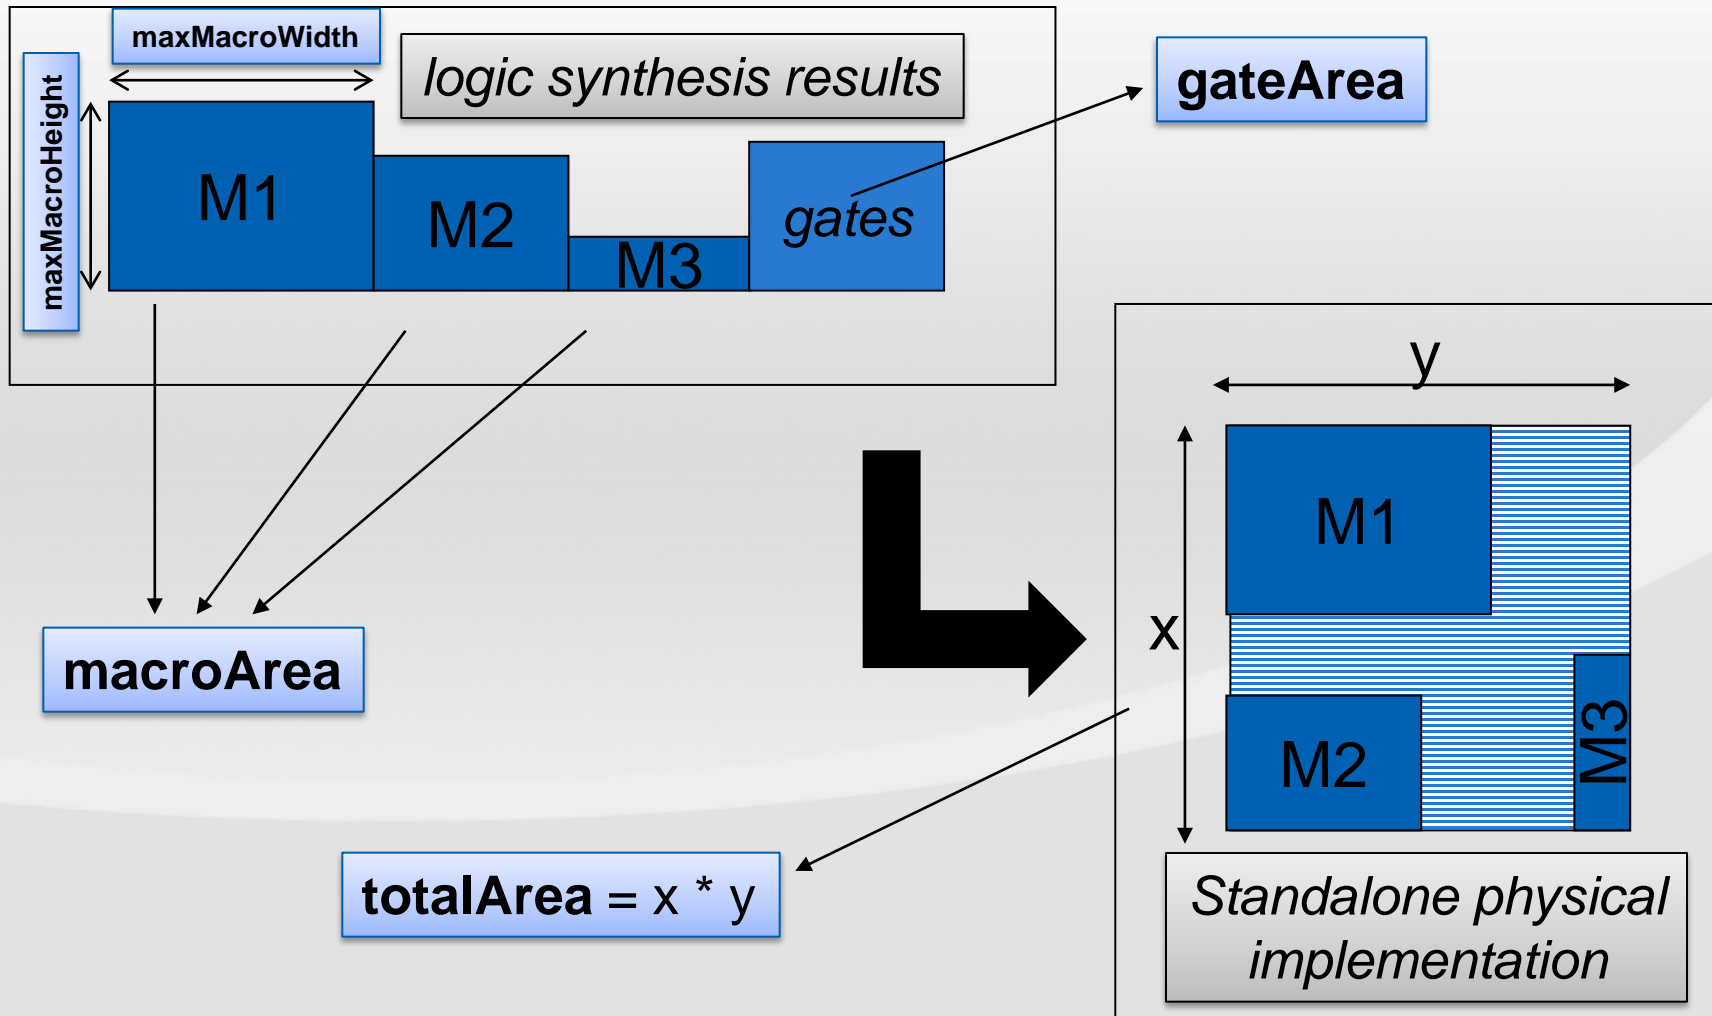 maxMacroWidth
maxMacroHeight
logic synthesis results
gateArea
M1
M2
M3
gates
macroArea
y
x
M1
M2
M3
totalArea = x * y
Standalone physical
implementation